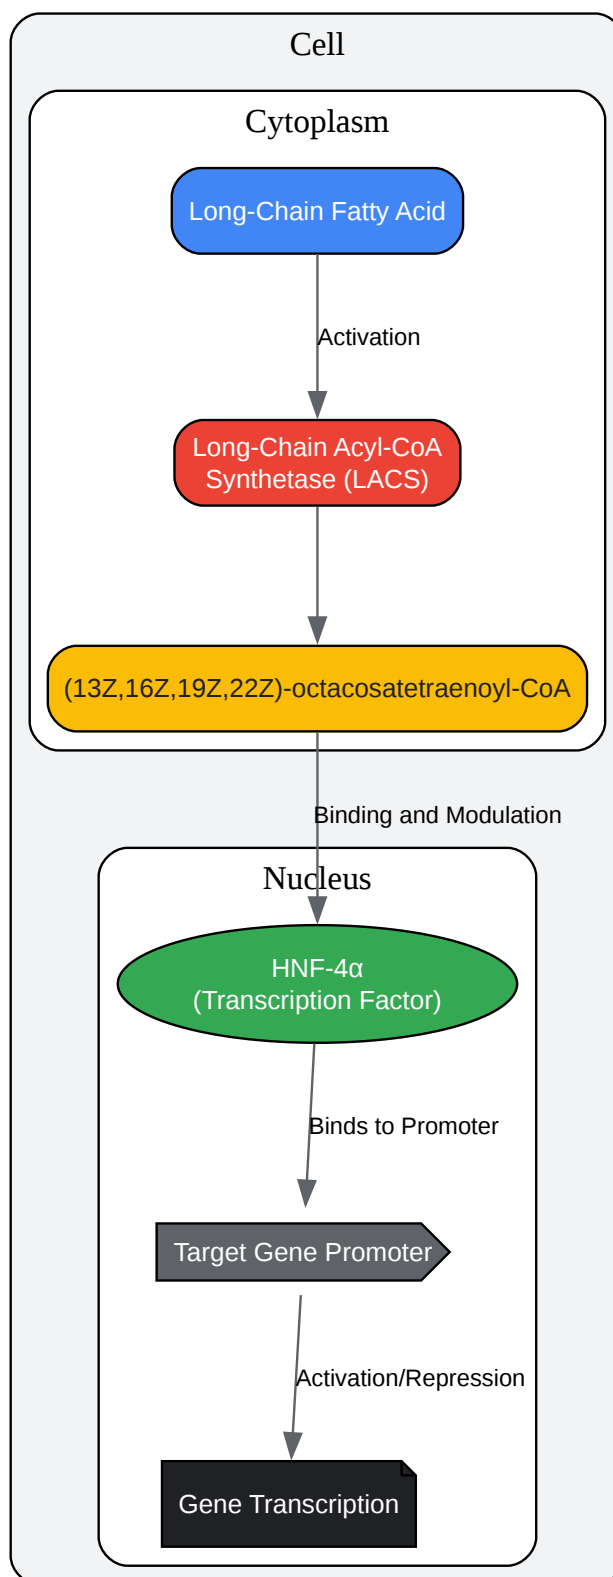 Cell
Cytoplasm
Long-Chain Fatty Acid
Activation
Long-Chain Acyl-CoA
Synthetase (LACS)
(13Z,16Z,19Z,22Z)-octacosatetraenoyl-CoA
Binding and Modulation
Nucleus
HNF-4α
(Transcription Factor)
Binds to Promoter
Target Gene Promoter
Activation/Repression
Gene Transcription